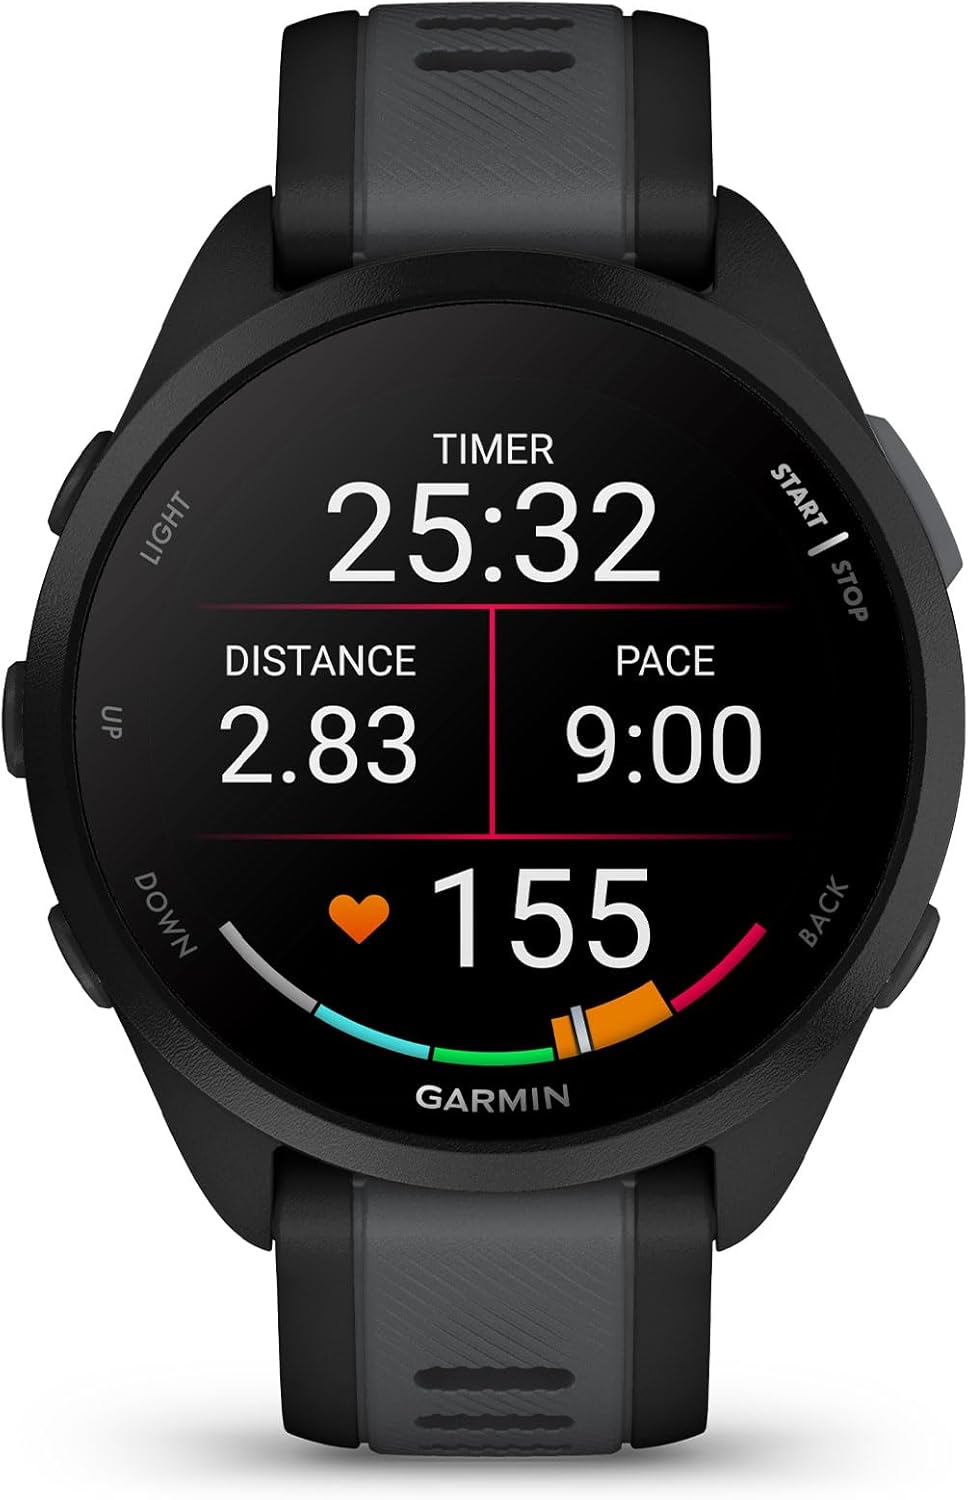 TIMER
25:32
START
STOP
LIGHT
DISTANCE
PACE
2.83
9:00
UP
155
DOWN
BACK
GARMIN